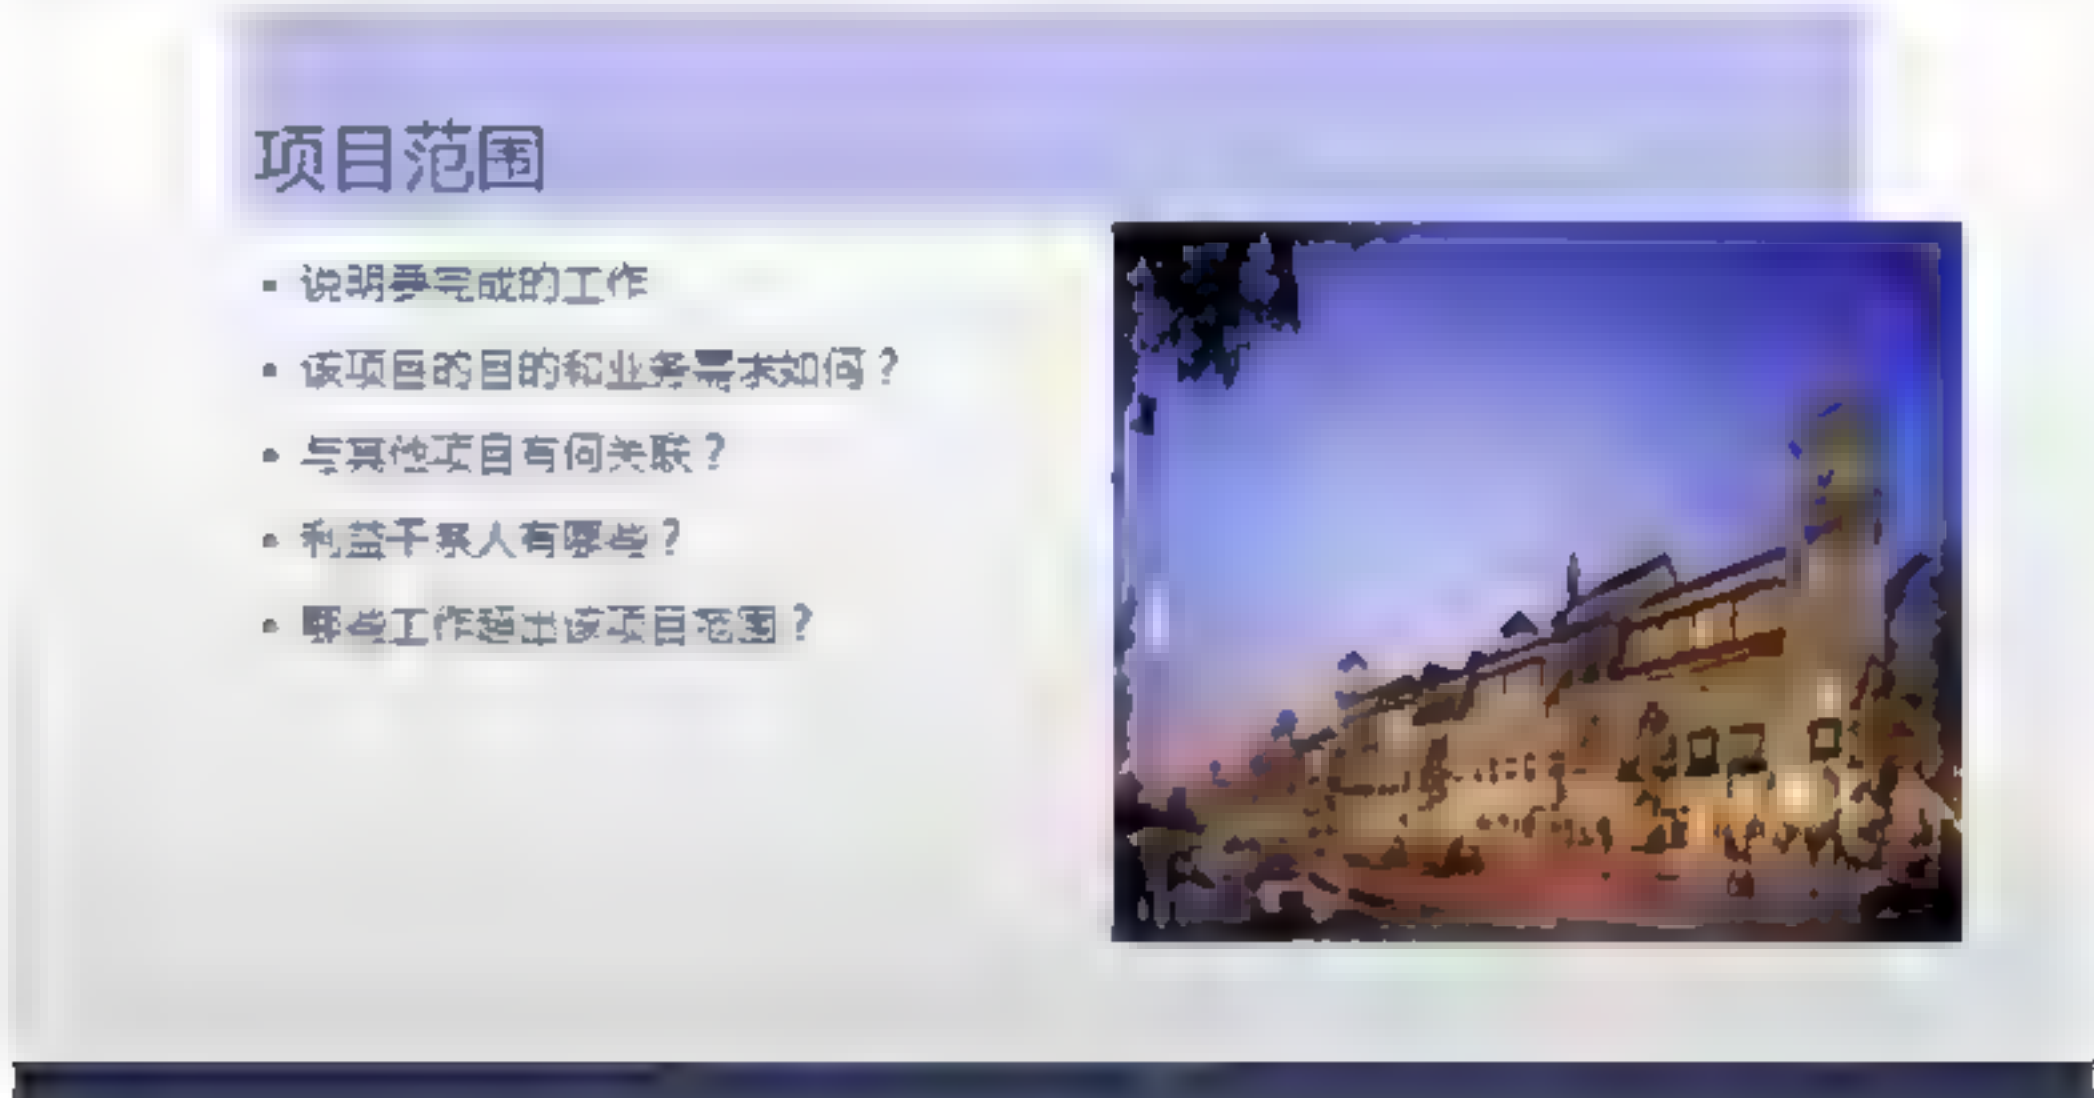 项目范围
说明要完成的工作
该项目的目的和业务需求如何？
与其他项目有何关联？
利益干系人有哪些？
哪些工作超出该项目范围？